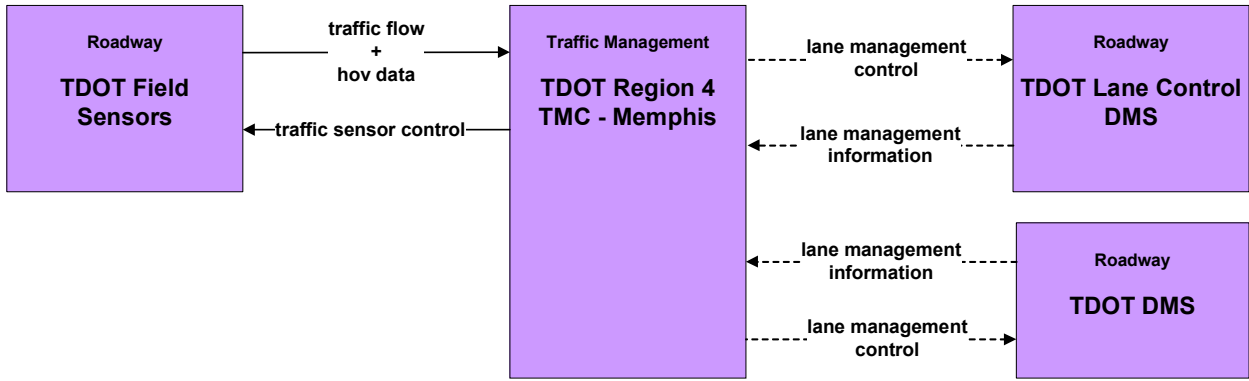 Roadway
TDOT Field
Sensors
traffic flow
+
hov data
traffic sensor control
Traffic Management
TDOT Region 4
TMC - Memphis
lane management
control
lane management
information
Roadway
TDOT Lane Control
DMS
lane management
information
lane management
control
Roadway
TDOT DMS